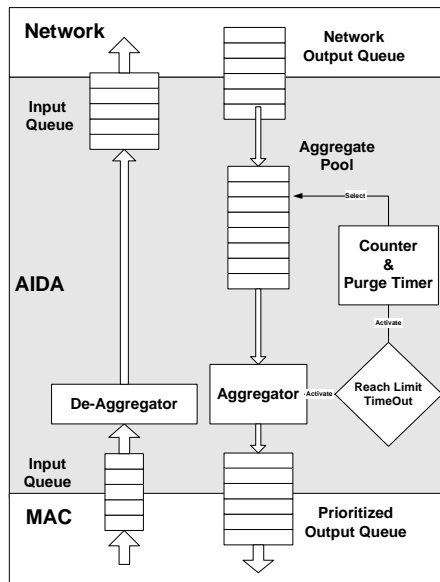 Network
Network
Output Queue
Input
Queue
Aggregate
Pool
Select
Counter
&
Purge Timer
AIDA
Activate
De-Aggregator
Aggregator
Activate
Reach Limit
TimeOut
Input
Queue
MAC
Prioritized
Output Queue